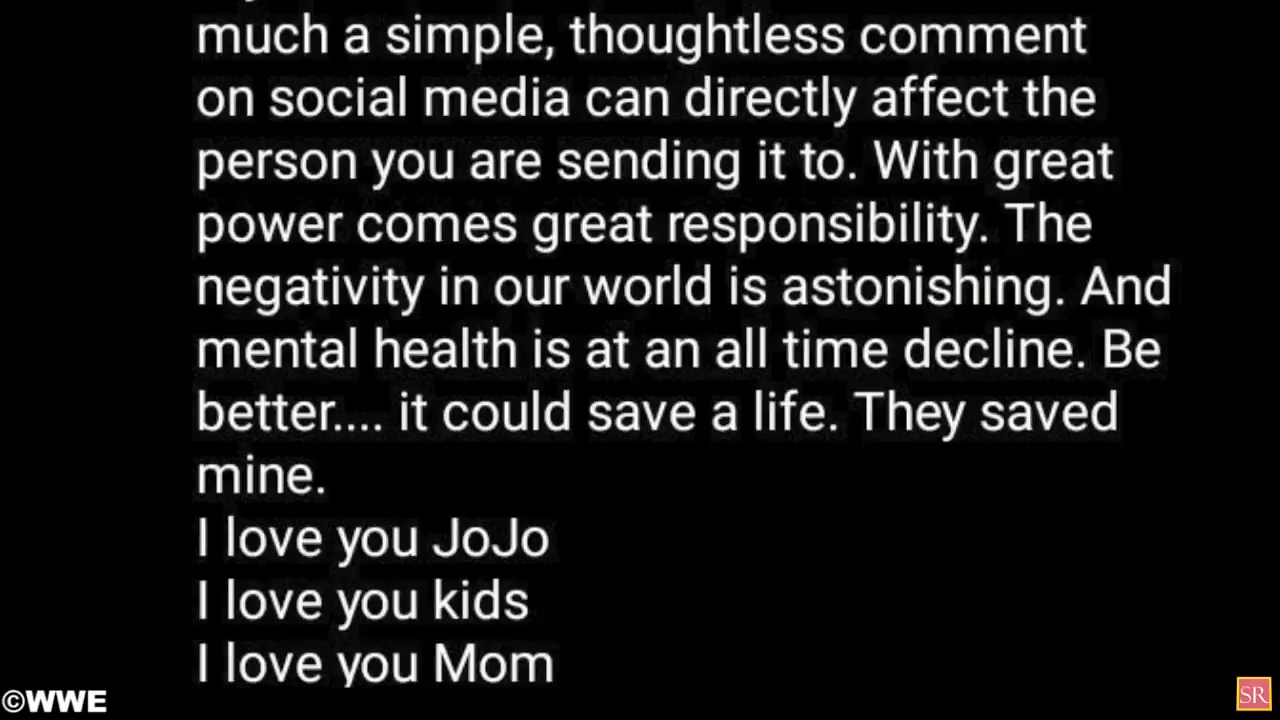 much a simple, thoughtless comment
on social media can directly affect the
person you are sending it to. With great
power comes great responsibility. The
negativity in our world is astonishing. And
mental health is at an all time decline. Be
better.... it could save a life. They saved
mine.
I love you JoJo
I love you kids
I love you Mom
©WWE
SR